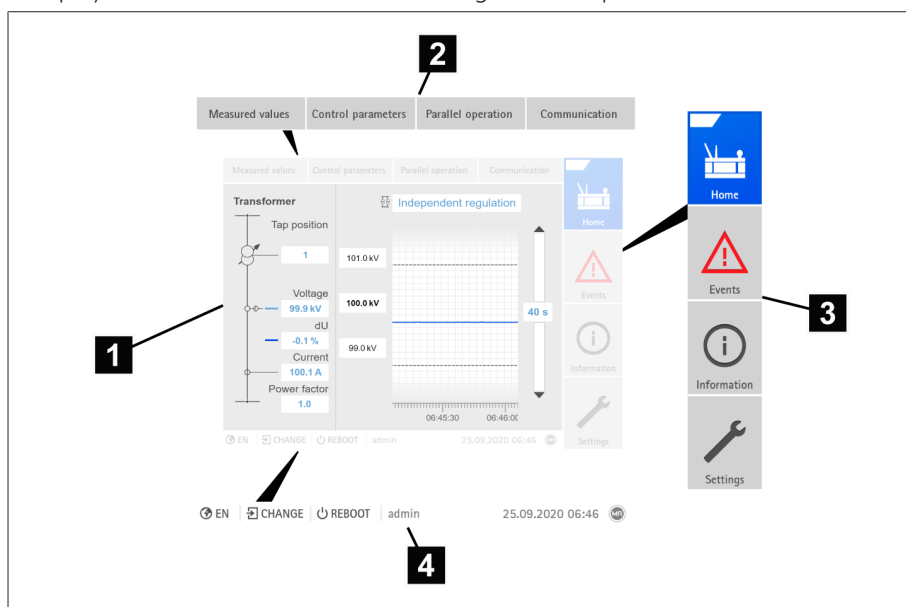 2
Measured values Control parameters Parallel operation Communication
Measured values Control parameters Parallel operation Communication
Transformer
Independent regulation
Tap position
1
101.0 kV
Voltage
99.9 kV
100.0 kV
40 s
dU
-0.1 %
99.0 kV
Current
100.1 A
Power factor
1.0
06:45:30 06:46:00
EN CHANGE REBOOT admin 25.09.2020 06:46 MR
Home
Events
Information
Settings
1
Home
Events
Information
Settings
3
EN CHANGE REBOOT admin 25.09.2020 06:46 MR
4